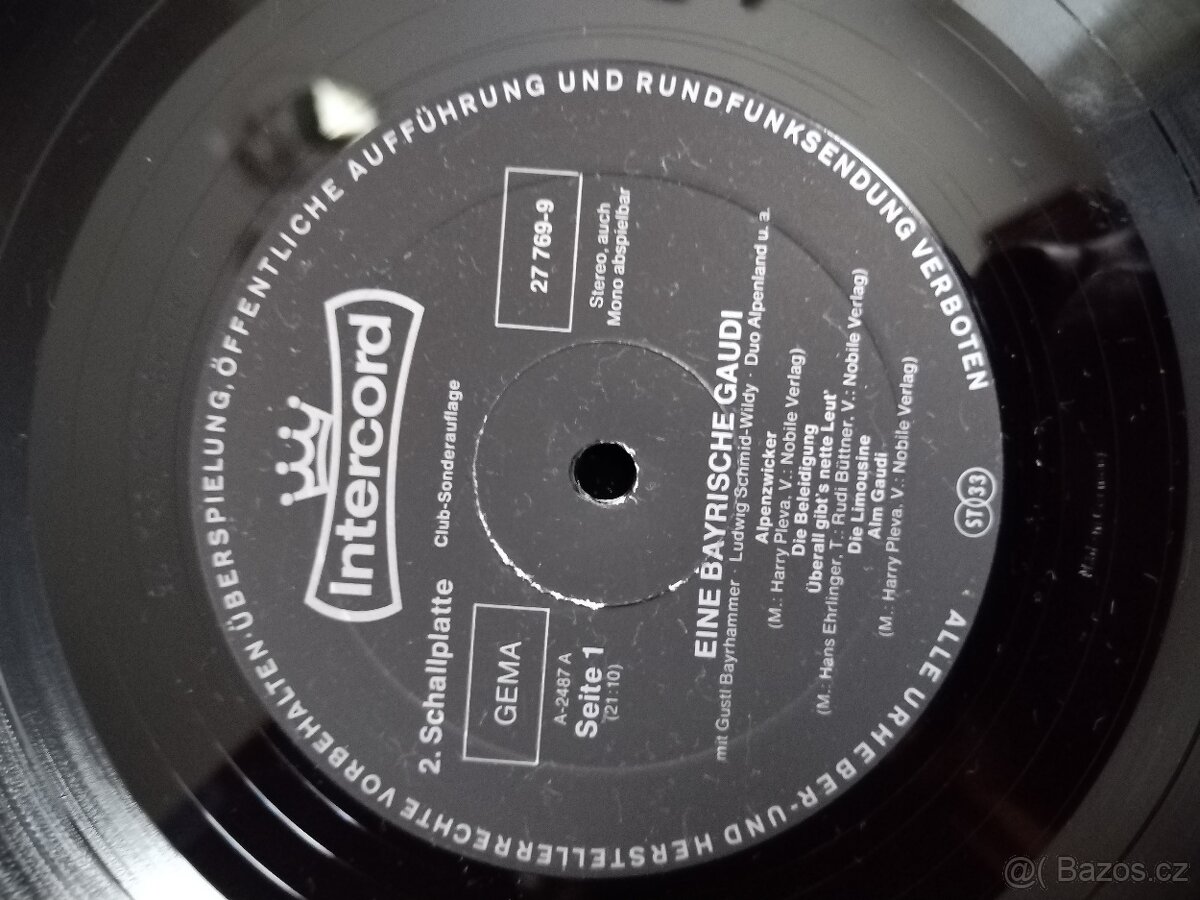 ALLE URHEBER- UND HERSTELLERRECHTE VORBEHALTEN · ÜBERSPIELUNG, ÖFFENTLICHE AUFFÜHRUNG UND RUNDFUNKSENDUNG VERBOTEN
Intercord
2. Schallplatte Club-Sonderauflage
GEMA
27 769-9
A-2487 A
Seite 1
(21:10)
Stereo, auch
Mono abspielbar
EINE BAYRISCHE GAUDI
mit Gustl Bayrhammer · Ludwig Schmid-Wildy · Duo Alpenland u. a.
Alpenzwicker
(M.: Harry Pleva, V.: Nobile Verlag)
Die Beleidigung
Überall gibt's nette Leut'
(M.: Hans Ehrlinger, T.: Rudi Büttner, V.: Nobile Verlag)
Die Limousine
Alm Gaudi
(M.: Harry Pleva, V.: Nobile Verlag)
ST 33
@( Bazos.cz